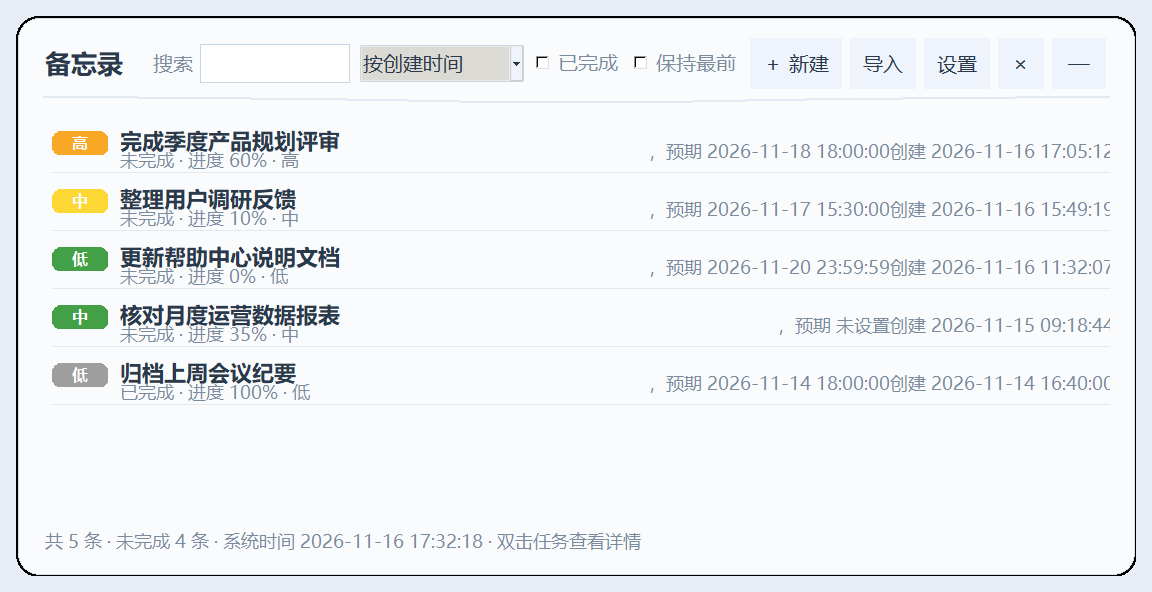 备忘录 搜索 按创建时间 已完成 保持最前 + 新建 导入 设置 × —
高 完成季度产品规划评审
未完成 · 进度 60% · 高 , 预期 2026-11-18 18:00:00创建 2026-11-16 17:05:12
中 整理用户调研反馈
未完成 · 进度 10% · 中 , 预期 2026-11-17 15:30:00创建 2026-11-16 15:49:19
低 更新帮助中心说明文档
未完成 · 进度 0% · 低 , 预期 2026-11-20 23:59:59创建 2026-11-16 11:32:07
中 核对月度运营数据报表
未完成 · 进度 35% · 中 , 预期 未设置创建 2026-11-15 09:18:44
低 归档上周会议纪要
已完成 · 进度 100% · 低 , 预期 2026-11-14 18:00:00创建 2026-11-14 16:40:00
共 5 条 · 未完成 4 条 · 系统时间 2026-11-16 17:32:18 · 双击任务查看详情